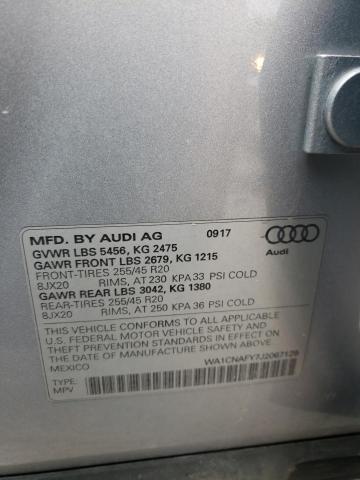 MFD. BY AUDI AG 0917
GVWR LBS 5456, KG 2475
GAWR FRONT LBS 2679, KG 1215
FRONT-TIRES 255/45 R20
8JX20 RIMS, AT 230 KPA 33 PSI COLD
GAWR REAR LBS 3042, KG 1380
REAR-TIRES 255/45 R20
8JX20 RIMS, AT 250 KPA 36 PSI COLD
Audi
THIS VEHICLE CONFORMS TO ALL APPLICABLE
U.S. FEDERAL MOTOR VEHICLE SAFETY, BUMPER, AND
THEFT PREVENTION STANDARDS IN EFFECT ON
THE DATE OF MANUFACTURE SHOWN ABOVE.
MEXICO
WA1CNAFY7J2067126
TYPE:
MPV